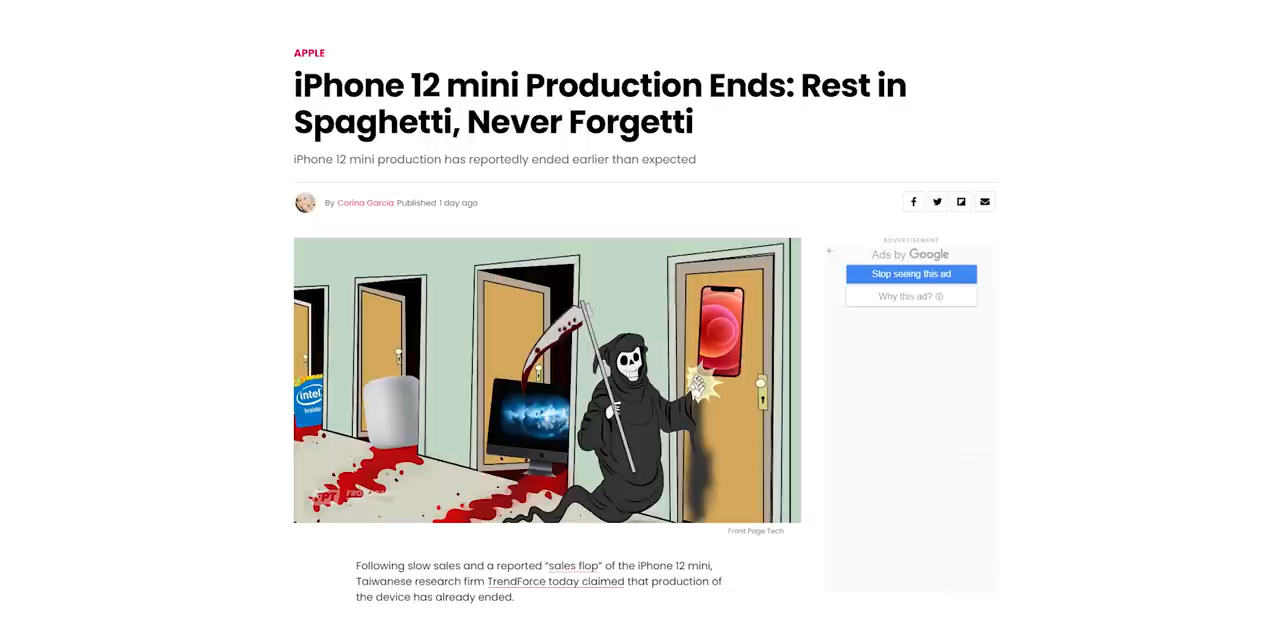 APPLE
iPhone 12 mini Production Ends: Rest in
Spaghetti, Never Forgetti
iPhone 12 mini production has reportedly ended earlier than expected
By Corina Garcia Published 1 day ago
ADVERTISEMENT
Ads by Google
Stop seeing this ad
Why this ad?
intel
inside
FPT
Front Page Tech
Following slow sales and a reported “sales flop” of the iPhone 12 mini,
Taiwanese research firm TrendForce today claimed that production of
the device has already ended.